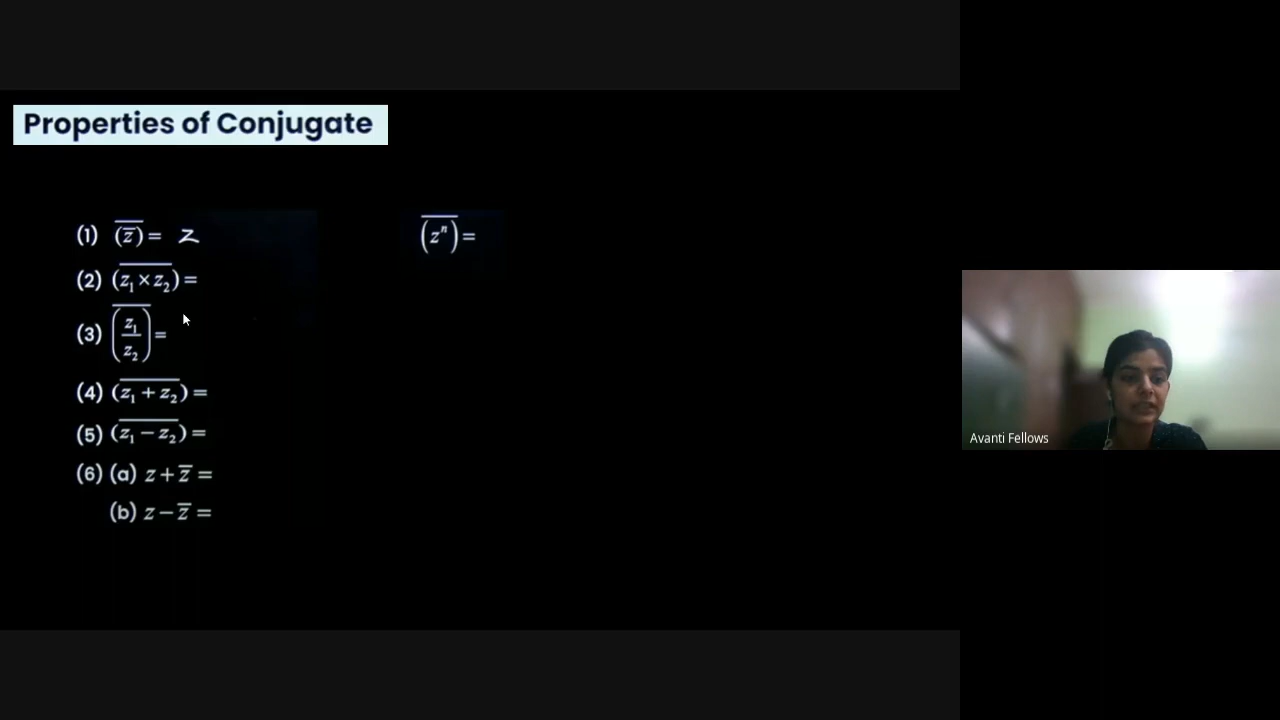 Properties of Conjugate
(1) \overline{(\overline{z})} = z
\overline{(z^n)} =
(2) (\overline{z_1 \times z_2}) =
(3) \overline{\left(\frac{z_1}{z_2}\right)} =
(4) (\overline{z_1 + z_2}) =
(5) (\overline{z_1 - z_2}) =
(6) (a) z + \overline{z} =
(b) z - \overline{z} =
Avanti Fellows